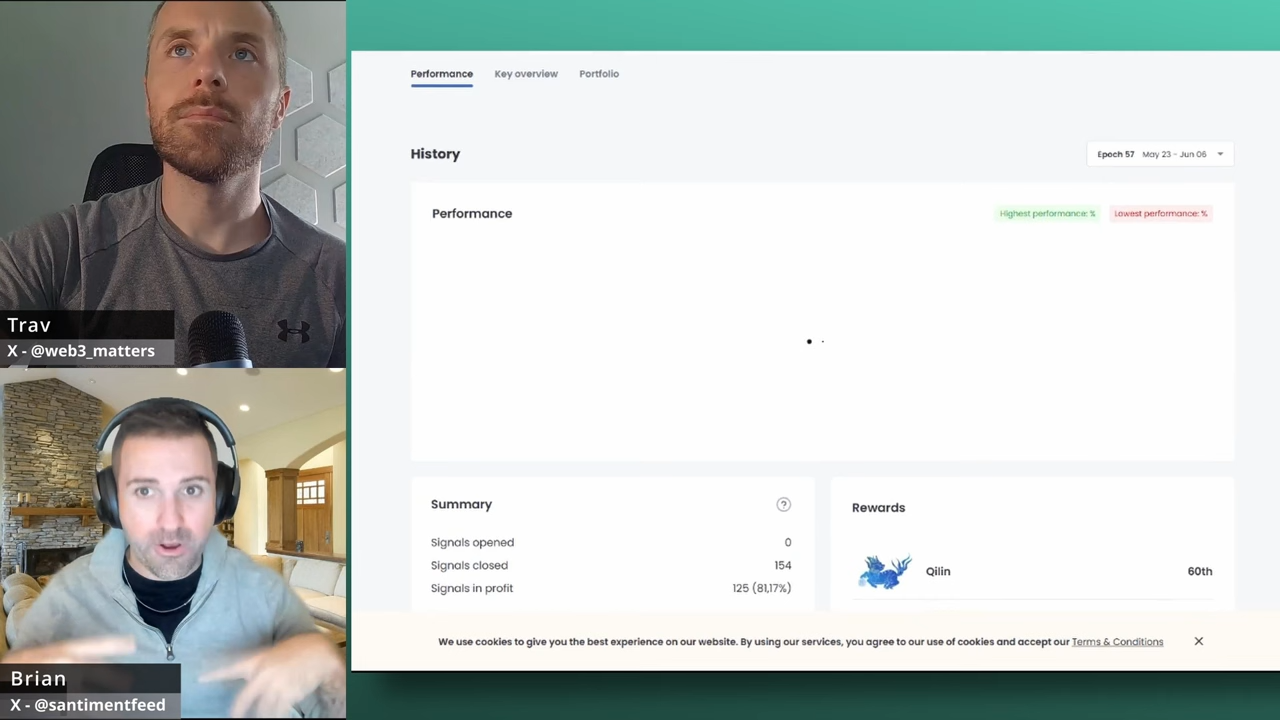 Trav
X - @web3_matters
Brian
X - @santimentfeed
Performance Key overview Portfolio
History
Epoch 57 May 23 - Jun 06
Performance
Highest performance: % Lowest performance: %
Summary
?
Signals opened 0
Signals closed 154
Signals in profit 125 (81,17%)
Rewards
Qilin 60th
We use cookies to give you the best experience on our website. By using our services, you agree to our use of cookies and accept our Terms & Conditions